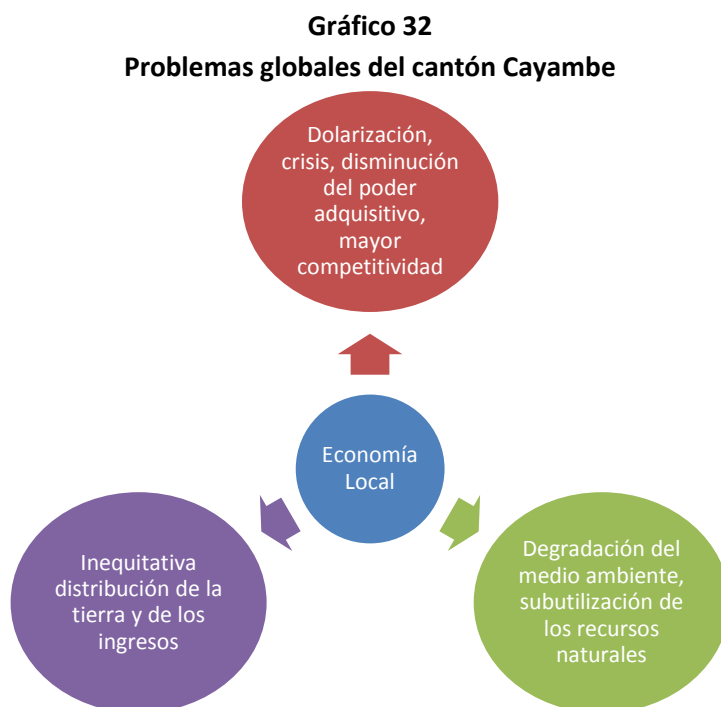 Gráfico 32
Problemas globales del cantón Cayambe
Dolarización,
crisis, disminución
del poder
adquisitivo,
mayor
competitividad
Economía
Local
Inequitativa
distribución de la
tierra y de los
ingresos
Degradación del
medio ambiente,
subutilización de
los recursos
naturales